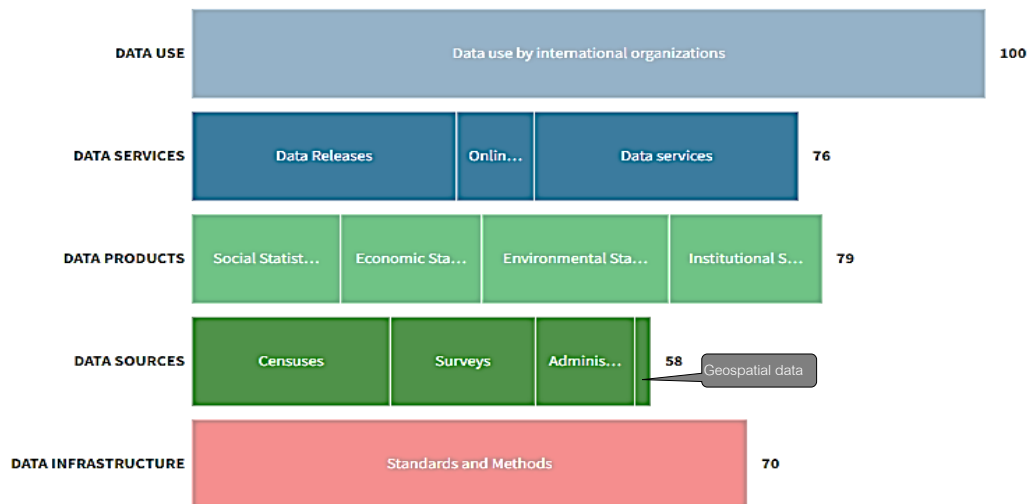 DATA USE
Data use by international organizations
100
DATA SERVICES
Data Releases
Onlin...
Data services
76
DATA PRODUCTS
Social Statist...
Economic Sta...
Environmental Sta...
Institutional S...
79
DATA SOURCES
Censuses
Surveys
Adminis...
58
Geospatial data
DATA INFRASTRUCTURE
Standards and Methods
70